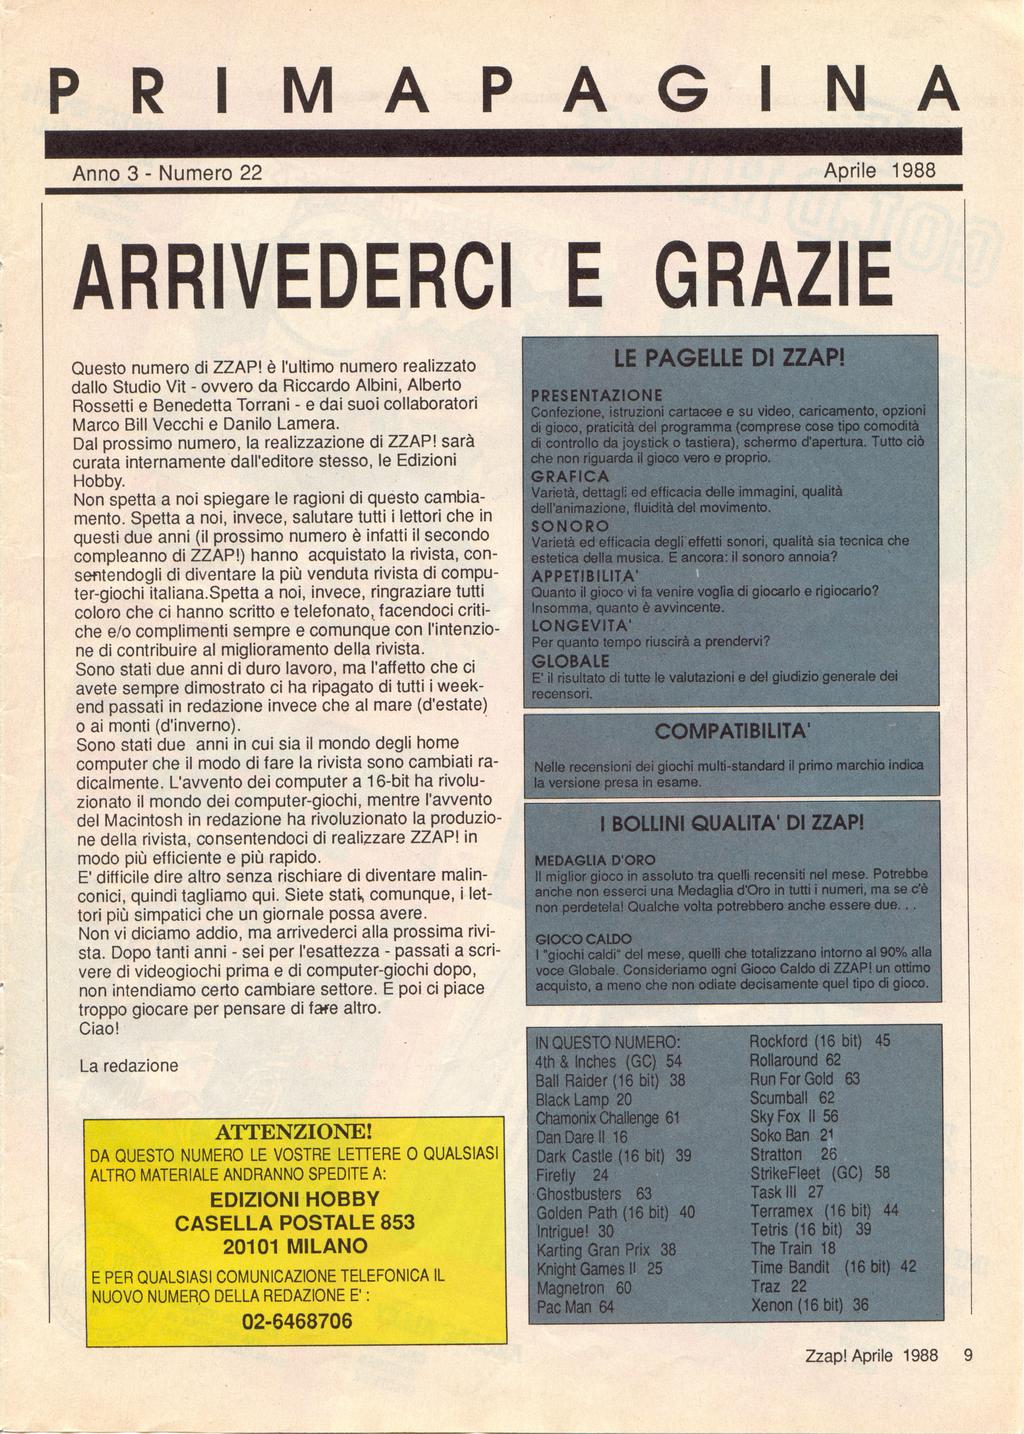 PRIMAPAGINA
Anno 3 - Numero 22
Aprile 1988
ARRIVEDERCI E GRAZIE
Questo numero di ZZAP! è l'ultimo numero realizzato
dallo Studio Vit - ovvero da Riccardo Albini, Alberto
Rossetti e Benedetta Torrani - e dai suoi collaboratori
Marco Bill Vecchi e Danilo Lamera.
Dal prossimo numero, la realizzazione di ZZAP! sarà
curata internamente dall'editore stesso, le Edizioni
Hobby.
Non spetta a noi spiegare le ragioni di questo cambia-
mento. Spetta a noi, invece, salutare tutti i lettori che in
questi due anni (il prossimo numero è infatti il secondo
compleanno di ZZAP!) hanno acquistato la rivista, con-
sentendogli di diventare la più venduta rivista di compu-
ter-giochi italiana.Spetta a noi, invece, ringraziare tutti
coloro che ci hanno scritto e telefonato, facendoci criti-
che e/o complimenti sempre e comunque con l'intenzio-
ne di contribuire al miglioramento della rivista.
Sono stati due anni di duro lavoro, ma l'affetto che ci
avete sempre dimostrato ci ha ripagato di tutti i week-
end passati in redazione invece che al mare (d'estate)
o ai monti (d'inverno).
Sono stati due anni in cui sia il mondo degli home
computer che il modo di fare la rivista sono cambiati ra-
dicalmente. L'avvento dei computer a 16-bit ha rivolu-
zionato il mondo dei computer-giochi, mentre l'avvento
del Macintosh in redazione ha rivoluzionato la produzio-
ne della rivista, consentendoci di realizzare ZZAP! in
modo più efficiente e più rapido.
E' difficile dire altro senza rischiare di diventare malin-
conici, quindi tagliamo qui. Siete stati, comunque, i let-
tori più simpatici che un giornale possa avere.
Non vi diciamo addio, ma arrivederci alla prossima rivi-
sta. Dopo tanti anni - sei per l'esattezza - passati a scri-
vere di videogiochi prima e di computer-giochi dopo,
non intendiamo certo cambiare settore. E poi ci piace
troppo giocare per pensare di fare altro.
Ciao!
La redazione
ATTENZIONE!
DA QUESTO NUMERO LE VOSTRE LETTERE O QUALSIASI
ALTRO MATERIALE ANDRANNO SPEDITE A:
EDIZIONI HOBBY
CASELLA POSTALE 853
20101 MILANO
E PER QUALSIASI COMUNICAZIONE TELEFONICA IL
NUOVO NUMERO DELLA REDAZIONE E' :
02-6468706
LE PAGELLE DI ZZAP!
PRESENTAZIONE
Confezione, istruzioni cartacee e su video, caricamento, opzioni
di gioco, praticità del programma (comprese cose tipo comodità
di controllo da joystick o tastiera), schermo d'apertura. Tutto ciò
che non riguarda il gioco vero e proprio.
GRAFICA
Varietà, dettagli ed efficacia delle immagini, qualità
dell'animazione, fluidità del movimento.
SONORO
Varietà ed efficacia degli effetti sonori, qualità sia tecnica che
estetica della musica. E ancora: il sonoro annoia?
APPETIBILITA'
Quanto il gioco vi fa venire voglia di giocarlo e rigiocarlo?
Insomma, quanto è avvincente.
LONGEVITA'
Per quanto tempo riuscirà a prendervi?
GLOBALE
E' il risultato di tutte le valutazioni e del giudizio generale dei
recensori.
COMPATIBILITA'
Nelle recensioni dei giochi multi-standard il primo marchio indica
la versione presa in esame.
I BOLLINI QUALITA' DI ZZAP!
MEDAGLIA D'ORO
Il miglior gioco in assoluto tra quelli recensiti nel mese. Potrebbe
anche non esserci una Medaglia d'Oro in tutti i numeri, ma se c'è
non perdetela! Qualche volta potrebbero anche essere due. . .
GIOCO CALDO
I "giochi caldi" del mese, quelli che totalizzano intorno al 90% alla
voce Globale. Consideriamo ogni Gioco Caldo di ZZAP! un ottimo
acquisto, a meno che non odiate decisamente quel tipo di gioco.
IN QUESTO NUMERO:
4th & Inches (GC) 54
Ball Raider (16 bit) 38
Black Lamp 20
Chamonix Challenge 61
Dan Dare II 16
Dark Castle (16 bit) 39
Firefly 24
Ghostbusters 63
Golden Path (16 bit) 40
Intrigue! 30
Karting Gran Prix 38
Knight Games II 25
Magnetron 60
Pac Man 64
Rockford (16 bit) 45
Rollaround 62
Run For Gold 63
Scumball 62
Sky Fox II 56
Soko Ban 21
Stratton 26
StrikeFleet (GC) 58
Task III 27
Terramex (16 bit) 44
Tetris (16 bit) 39
The Train 18
Time Bandit (16 bit) 42
Traz 22
Xenon (16 bit) 36
Zzap! Aprile 1988 9